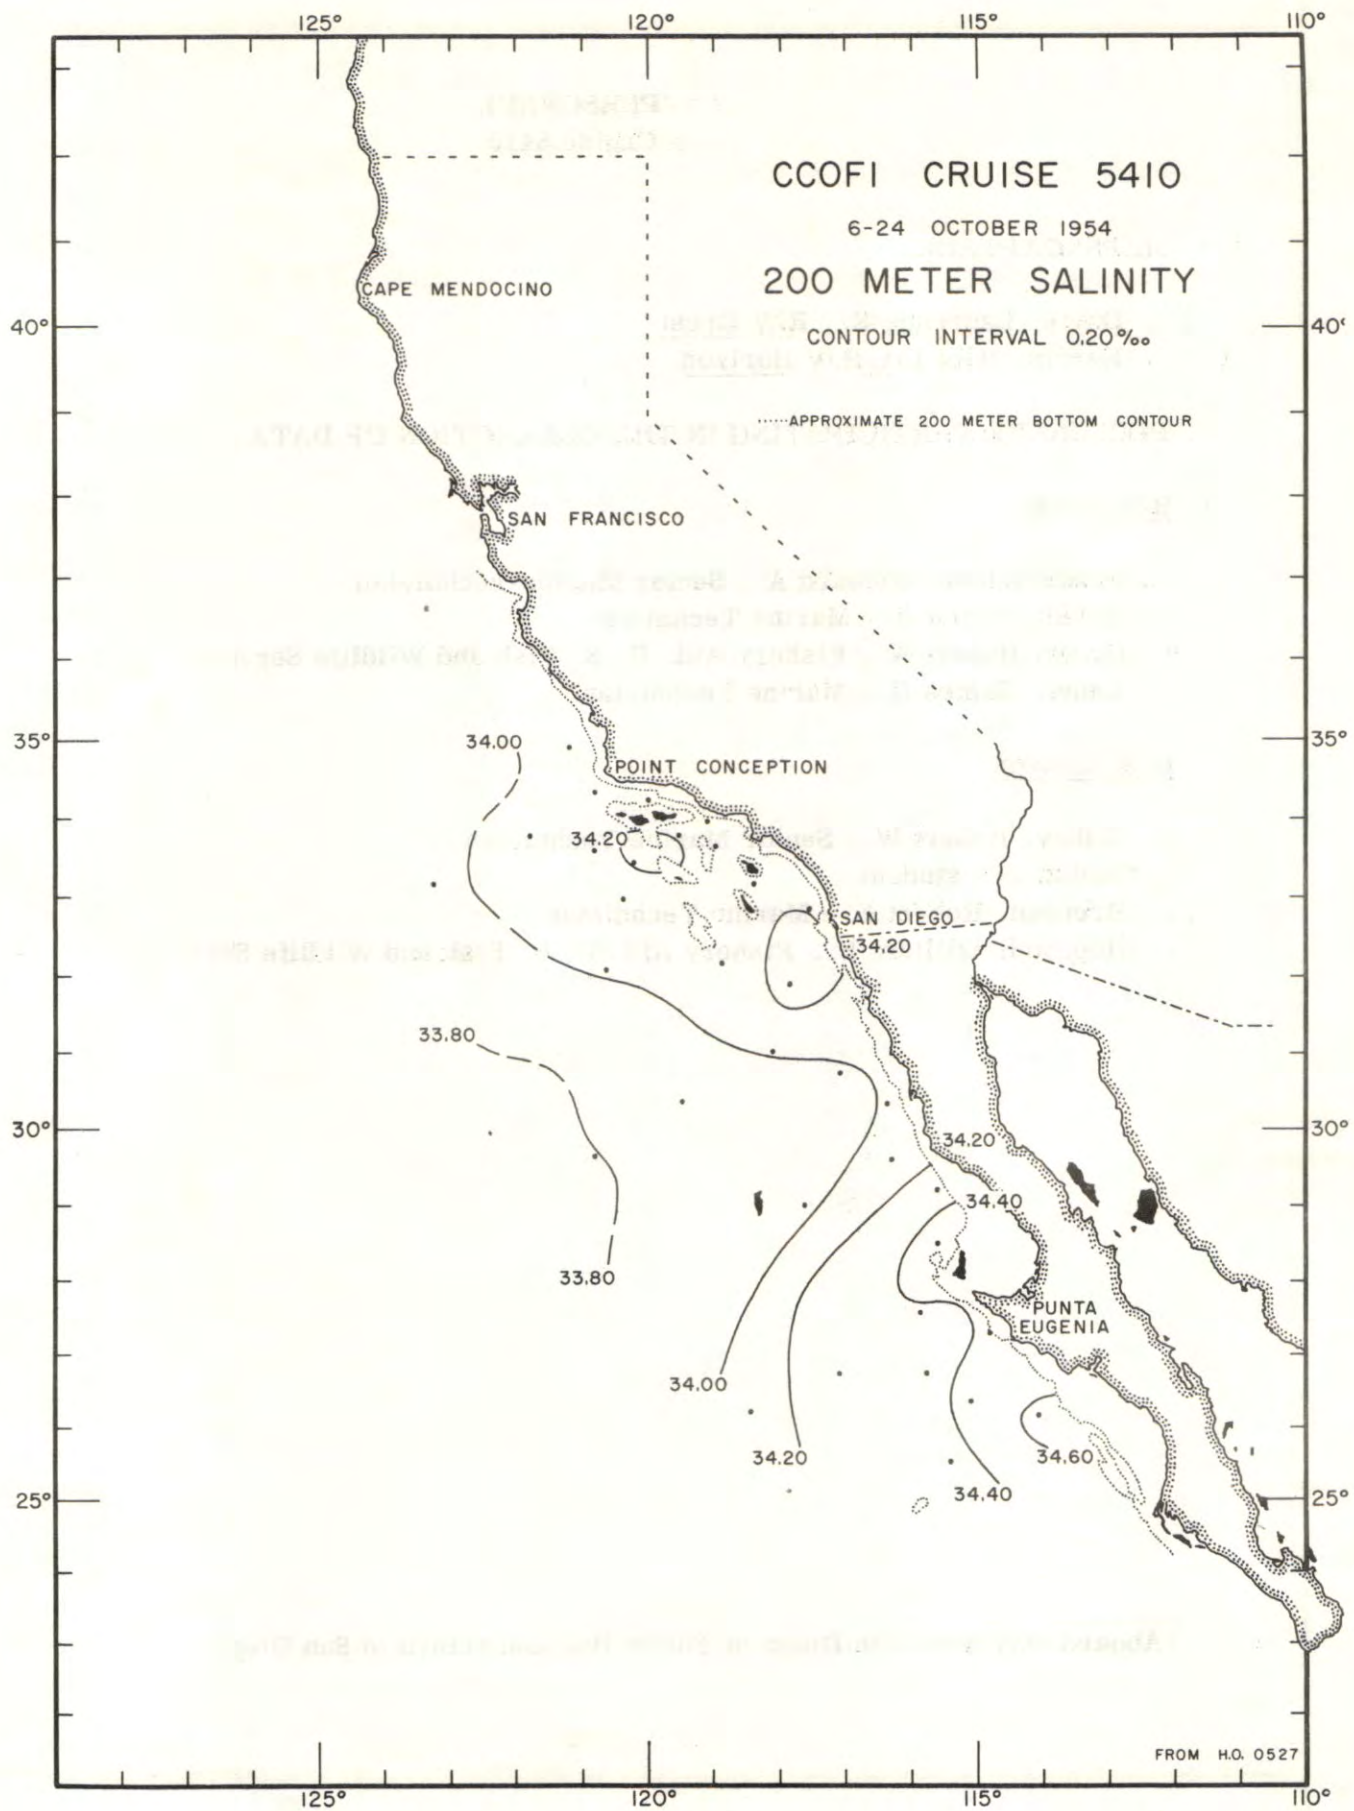 125° 120° 115° 110°
CCOFI CRUISE 5410
6-24 OCTOBER 1954
200 METER SALINITY
CONTOUR INTERVAL 0.20‰
APPROXIMATE 200 METER BOTTOM CONTOUR
CAPE MENDOCINO
40° 40°
SAN FRANCISCO
35° 35°
34.00
POINT CONCEPTION
34.20
SAN DIEGO
34.20
33.80
30° 30°
34.20
34.40
33.80
PUNTA
EUGENIA
34.00
34.20
34.60
34.40
25° 25°
FROM H.O. 0527
125° 120° 115° 110°